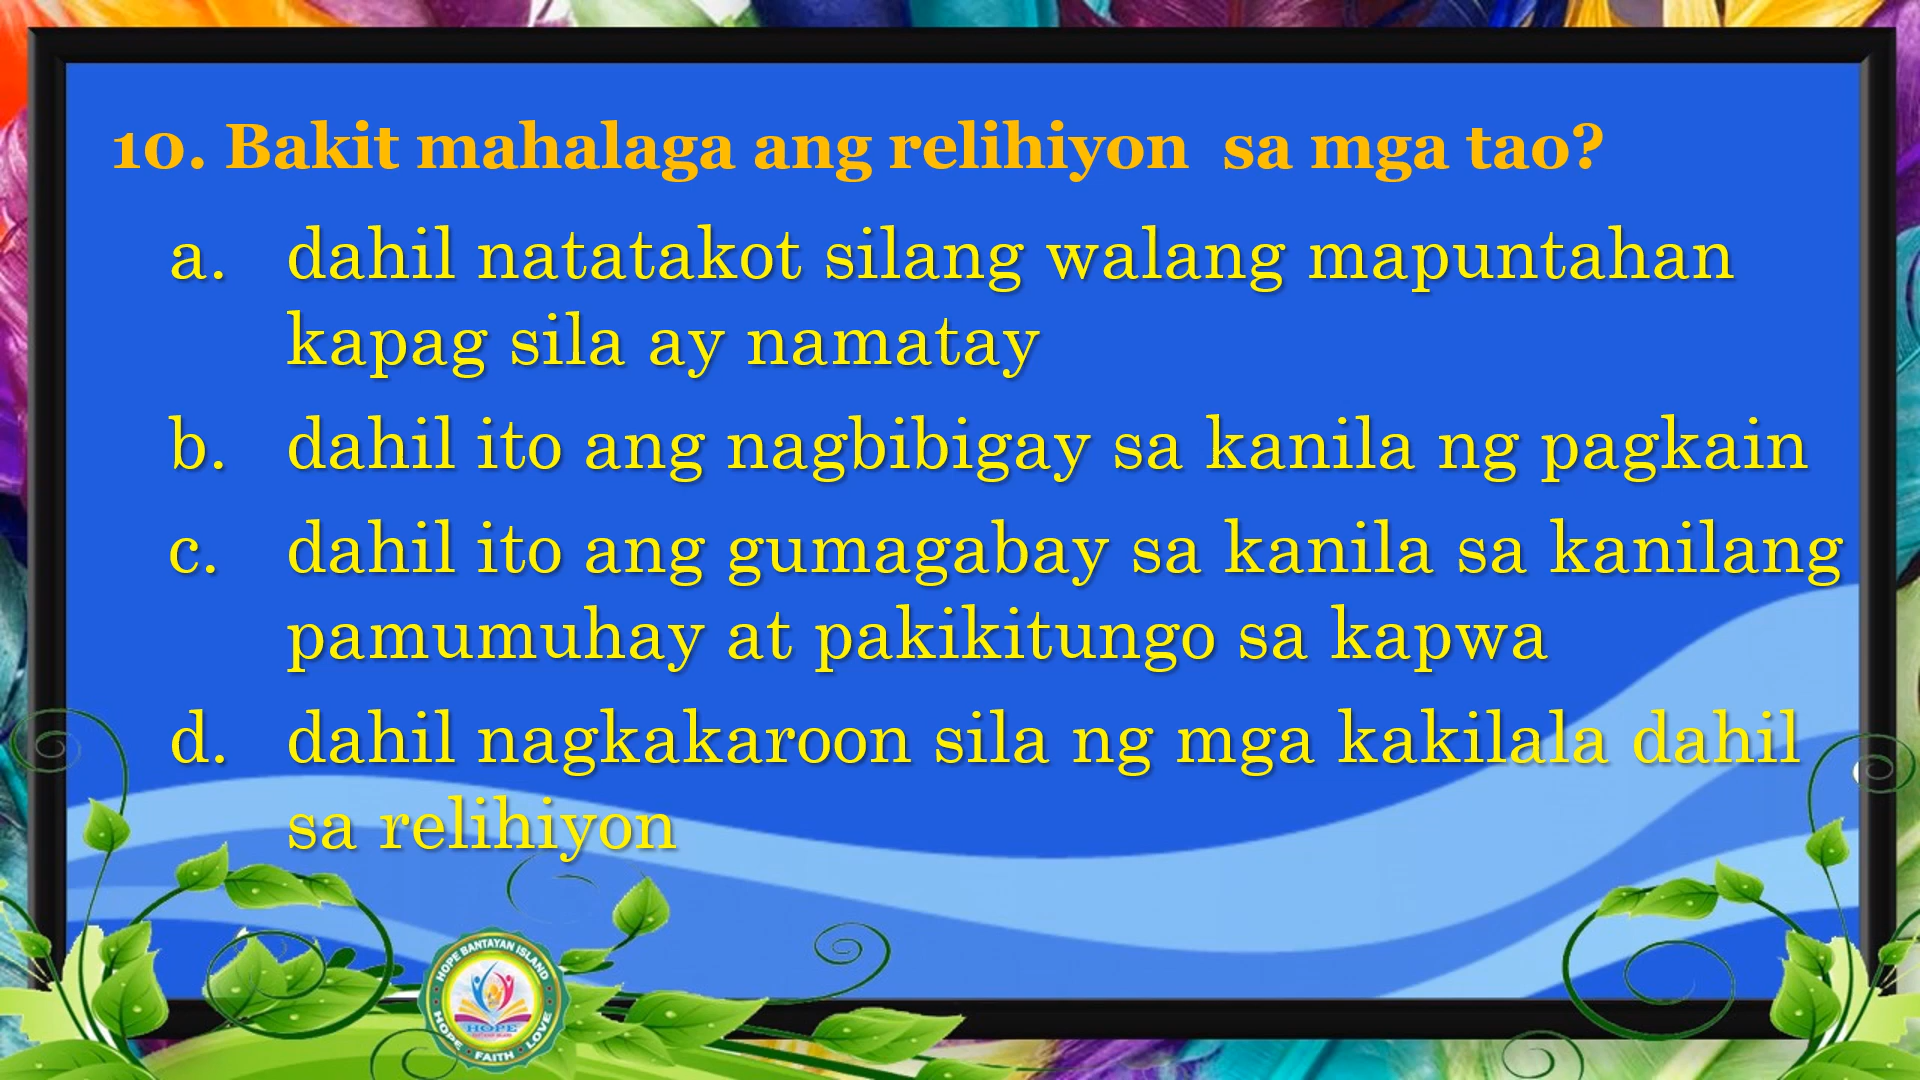 10. Bakit mahalaga ang relihiyon sa mga tao?
a. dahil natatakot silang walang mapuntahan
kapag sila ay namatay
b. dahil ito ang nagbibigay sa kanila ng pagkain
c. dahil ito ang gumagabay sa kanila sa kanilang
pamumuhay at pakikitungo sa kapwa
d. dahil nagkakaroon sila ng mga kakilala dahil
sa relihiyon
HOPE BANTAYAN ISLAND
HOPE
HOPE · FAITH · LOVE